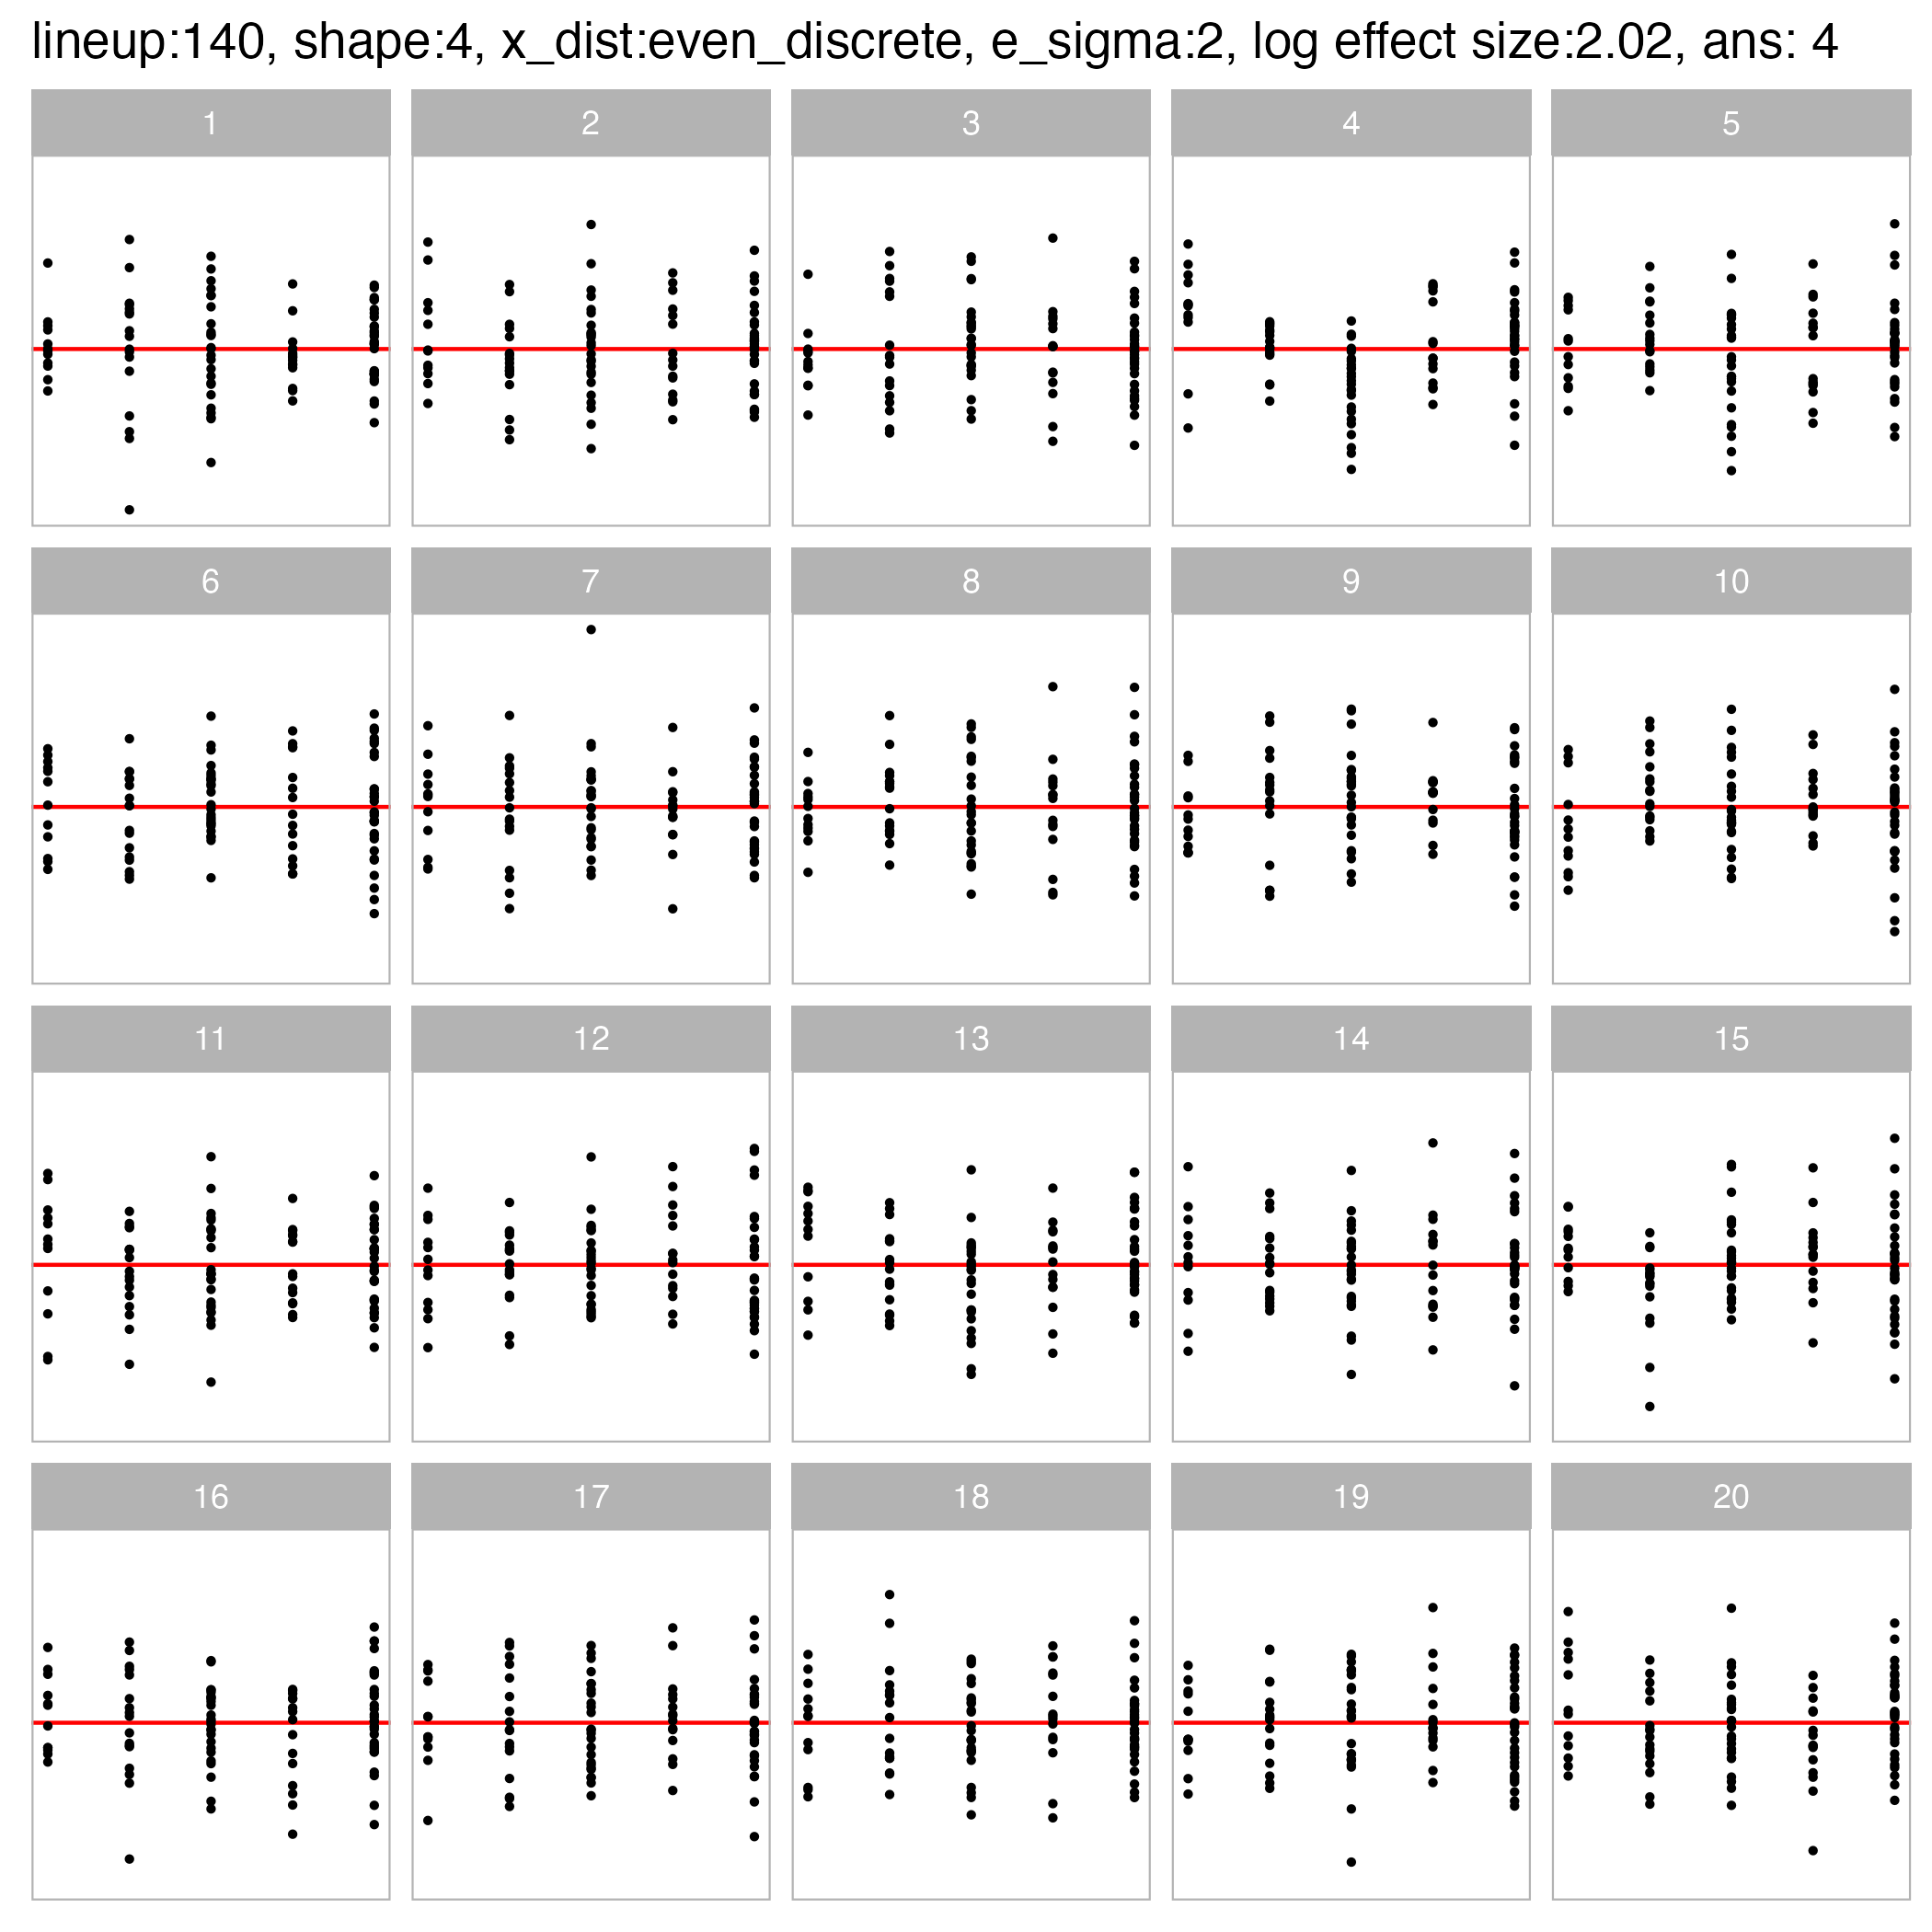 lineup:140, shape:4, x_dist:even_discrete, e_sigma:2, log effect size:2.02, ans: 4
1 2 3 4 5
6 7 8 9 10
11 12 13 14 15
16 17 18 19 20